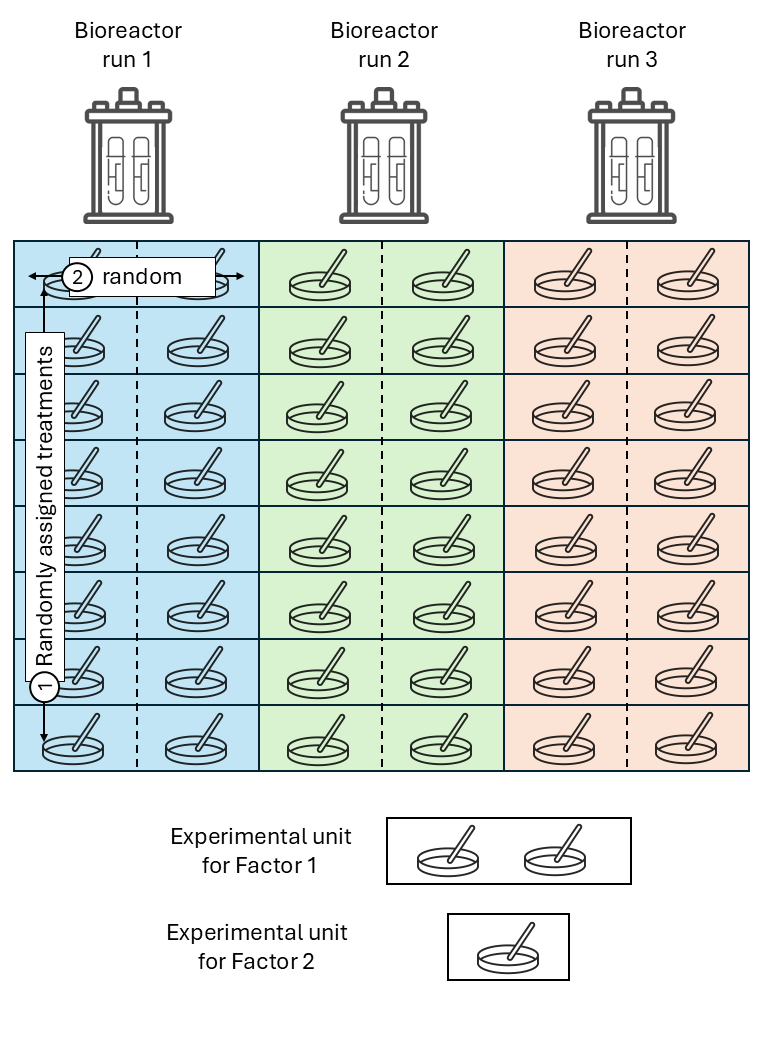 Bioreactor
run 1
Bioreactor
run 2
Bioreactor
run 3
2 random
1 Randomly assigned treatments
Experimental unit
for Factor 1
Experimental unit
for Factor 2